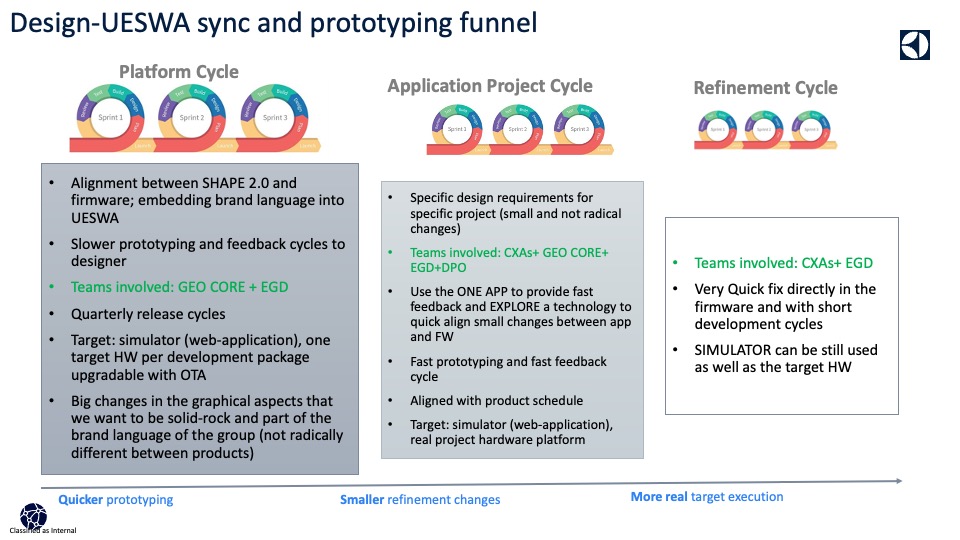 Design-UESWA sync and prototyping funnel
Platform Cycle
Sprint 1
Sprint 2
Sprint 3
Test
Build
Design
Review
Plan
Launch
Application Project Cycle
Sprint 1
Sprint 2
Sprint 3
Refinement Cycle
Sprint 1
Sprint 2
Sprint 3
• Alignment between SHAPE 2.0 and
firmware; embedding brand language into
UESWA
• Slower prototyping and feedback cycles to
designer
• Teams involved: GEO CORE + EGD
• Quarterly release cycles
• Target: simulator (web-application), one
target HW per development package
upgradable with OTA
• Big changes in the graphical aspects that
we want to be solid-rock and part of the
brand language of the group (not radically
different between products)
• Specific design requirements for
specific project (small and not radical
changes)
• Teams involved: CXAs+ GEO CORE+
EGD+DPO
• Use the ONE APP to provide fast
feedback and EXPLORE a technology to
quick align small changes between app
and FW
• Fast prototyping and fast feedback
cycle
• Aligned with product schedule
• Target: simulator (web-application),
real project hardware platform
• Teams involved: CXAs+ EGD
• Very Quick fix directly in the
firmware and with short
development cycles
• SIMULATOR can be still used
as well as the target HW
Quicker prototyping
Smaller refinement changes
More real target execution
Classified as Internal